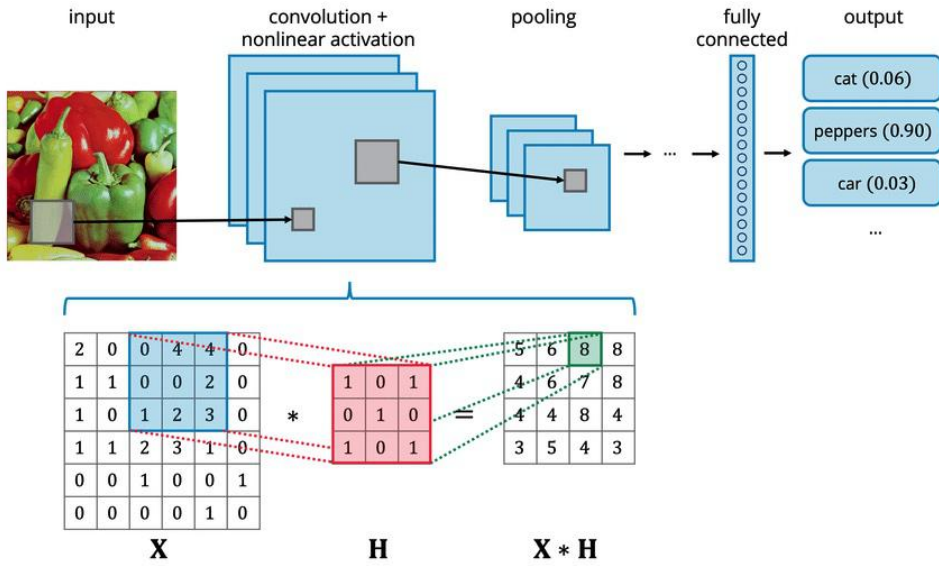 input
convolution +
nonlinear activation
pooling
fully
connected
output
cat (0.06)
peppers (0.90)
car (0.03)
...
...
2 0 0 4 4 0
1 1 0 0 2 0
1 0 1 2 3 0
1 1 2 3 1 0
0 0 1 0 0 1
0 0 0 0 1 0
X
*
1 0 1
0 1 0
1 0 1
H
=
5 6 8 8
4 6 7 8
4 4 8 4
3 5 4 3
X * H